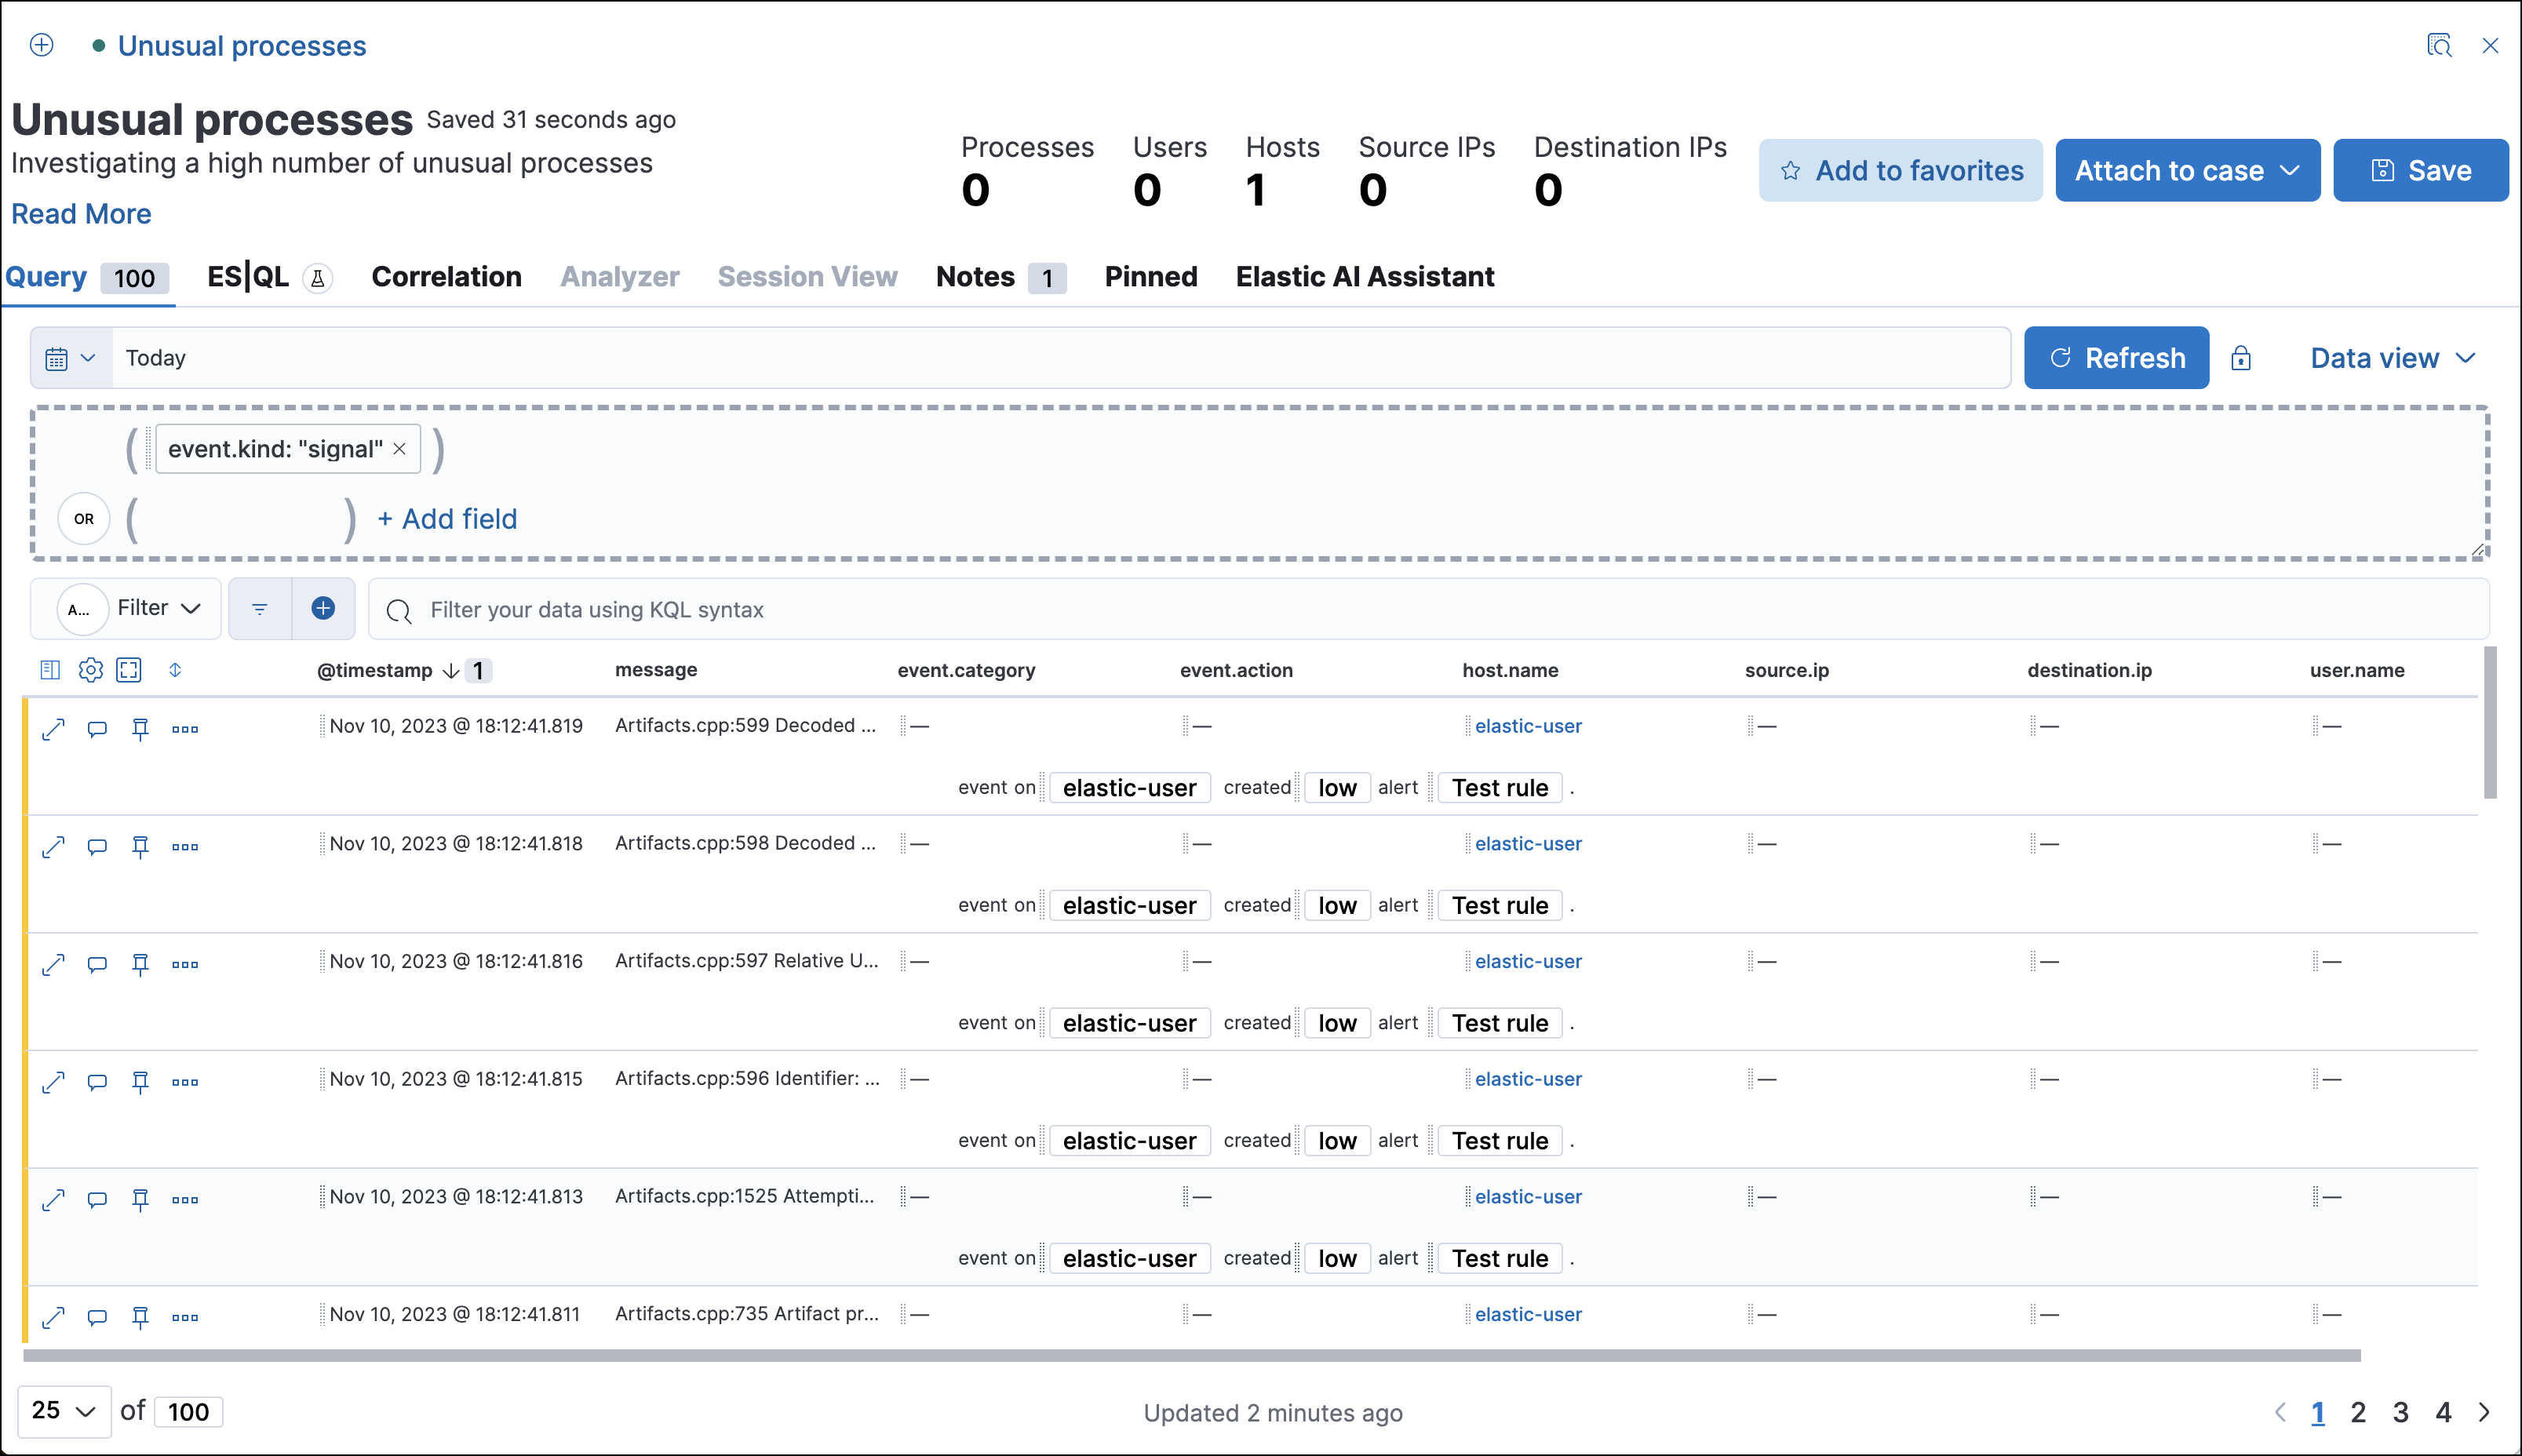 Unusual processes
Unusual processes Saved 31 seconds ago
Investigating a high number of unusual processes
Read More
Processes Users Hosts Source IPs Destination IPs
0 0 1 0 0
Add to favorites Attach to case Save
Query 100 ES|QL Correlation Analyzer Session View Notes 1 Pinned Elastic AI Assistant
Today Refresh Data view
( event.kind: "signal" )
OR ( ) + Add field
A... Filter Filter your data using KQL syntax
@timestamp 1 message event.category event.action host.name source.ip destination.ip user.name
Nov 10, 2023 @ 18:12:41.819 Artifacts.cpp:599 Decoded ... — — elastic-user — — —
event on elastic-user created low alert Test rule .
Nov 10, 2023 @ 18:12:41.818 Artifacts.cpp:598 Decoded ... — — elastic-user — — —
event on elastic-user created low alert Test rule .
Nov 10, 2023 @ 18:12:41.816 Artifacts.cpp:597 Relative U... — — elastic-user — — —
event on elastic-user created low alert Test rule .
Nov 10, 2023 @ 18:12:41.815 Artifacts.cpp:596 Identifier: ... — — elastic-user — — —
event on elastic-user created low alert Test rule .
Nov 10, 2023 @ 18:12:41.813 Artifacts.cpp:1525 Attempti... — — elastic-user — — —
event on elastic-user created low alert Test rule .
Nov 10, 2023 @ 18:12:41.811 Artifacts.cpp:735 Artifact pr... — — elastic-user — — —
25 of 100 Updated 2 minutes ago 1 2 3 4